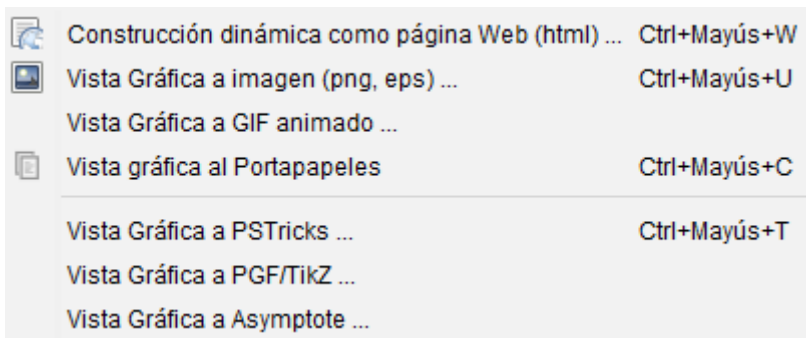 Construcción dinámica como página Web (html) ... Ctrl+Mayús+W
Vista Gráfica a imagen (png, eps) ... Ctrl+Mayús+U
Vista Gráfica a GIF animado ...
Vista gráfica al Portapapeles Ctrl+Mayús+C
Vista Gráfica a PSTricks ... Ctrl+Mayús+T
Vista Gráfica a PGF/TikZ ...
Vista Gráfica a Asymptote ...